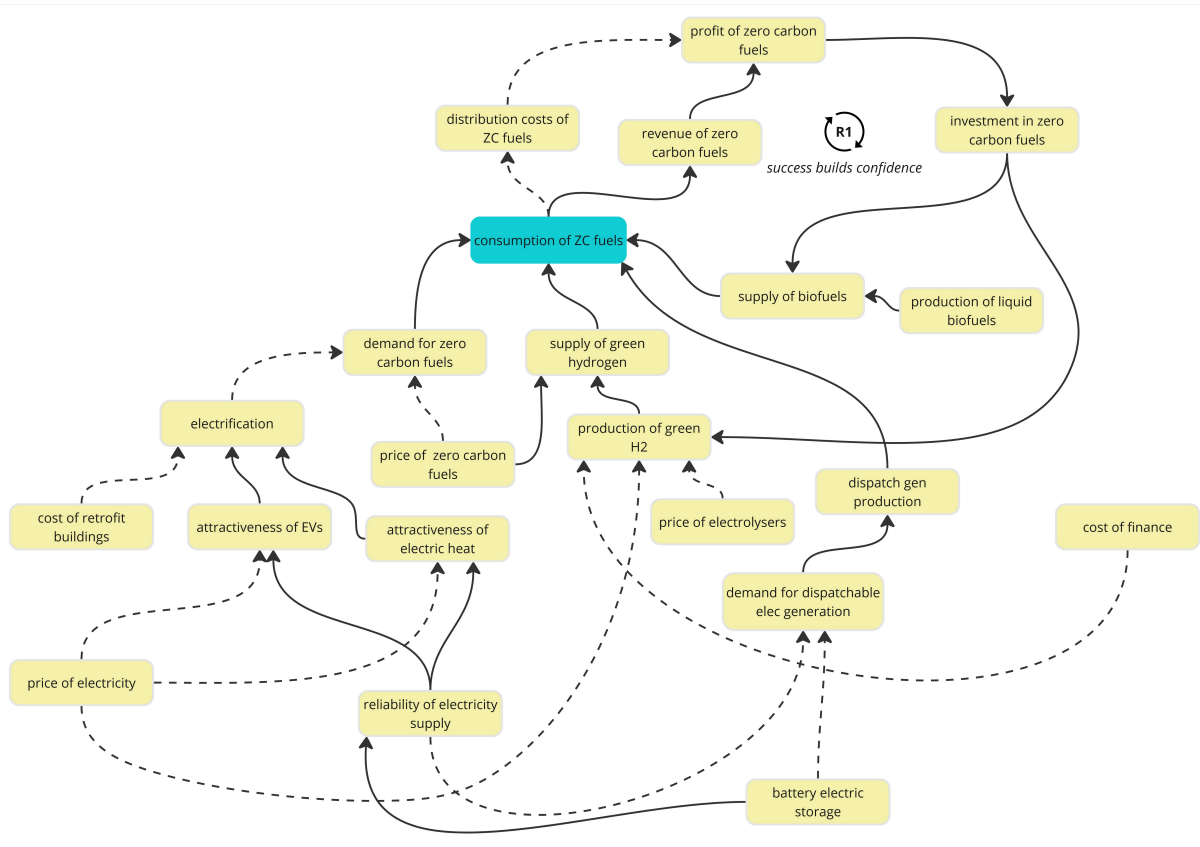 profit of zero carbon
fuels
distribution costs of
ZC fuels
revenue of zero
carbon fuels
R1
success builds confidence
investment in zero
carbon fuels
consumption of ZC fuels
supply of biofuels
production of liquid
biofuels
demand for zero
carbon fuels
supply of green
hydrogen
electrification
price of  zero carbon
fuels
production of green
H2
dispatch gen
production
cost of retrofit
buildings
attractiveness of EVs
attractiveness of
electric heat
price of electrolysers
cost of finance
demand for dispatchable
elec generation
price of electricity
reliability of electricity
supply
battery electric
storage